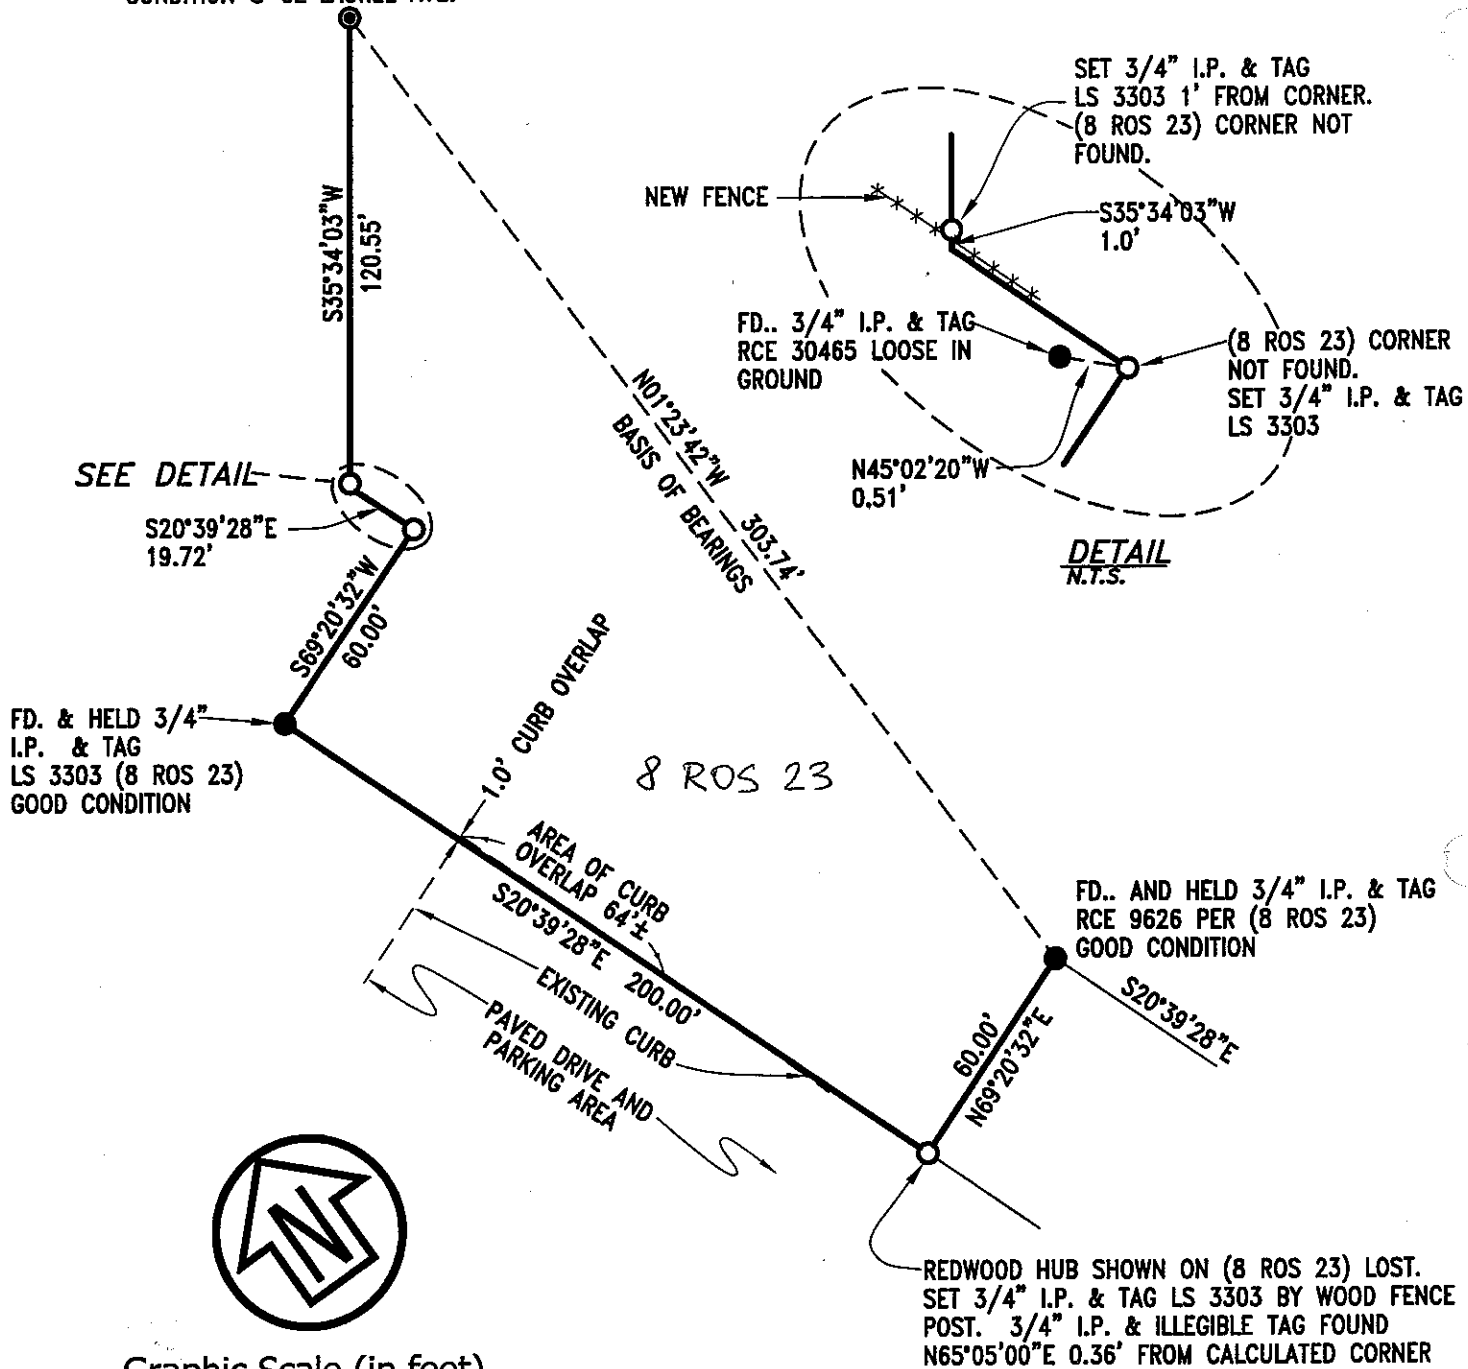 SET 3/4" I.P. & TAG
LS 3303 1' FROM CORNER.
(8 ROS 23) CORNER NOT
FOUND.
NEW FENCE
S35°34'03"W
1.0'
S35°34'03"W
120.55'
FD.. 3/4" I.P. & TAG
RCE 30465 LOOSE IN
GROUND
(8 ROS 23) CORNER
NOT FOUND.
SET 3/4" I.P. & TAG
LS 3303
N45°02'20"W
0.51'
DETAIL
N.T.S.
N01°23'42"W 303.74'
BASIS OF BEARINGS
SEE DETAIL
S20°39'28"E
19.72'
S69°20'32"W
60.00'
FD. & HELD 3/4"
I.P. & TAG
LS 3303 (8 ROS 23)
GOOD CONDITION
1.0' CURB OVERLAP
8 ROS 23
AREA OF CURB
OVERLAP 64'±
S20°39'28"E 200.00'
EXISTING CURB
PAVED DRIVE AND
PARKING AREA
FD.. AND HELD 3/4" I.P. & TAG
RCE 9626 PER (8 ROS 23)
GOOD CONDITION
S20°39'28"E
60.00'
N69°20'32"E
N
REDWOOD HUB SHOWN ON (8 ROS 23) LOST.
SET 3/4" I.P. & TAG LS 3303 BY WOOD FENCE
POST. 3/4" I.P. & ILLEGIBLE TAG FOUND
N65°05'00"E 0.36' FROM CALCULATED CORNER
Graphic Scale (in feet)